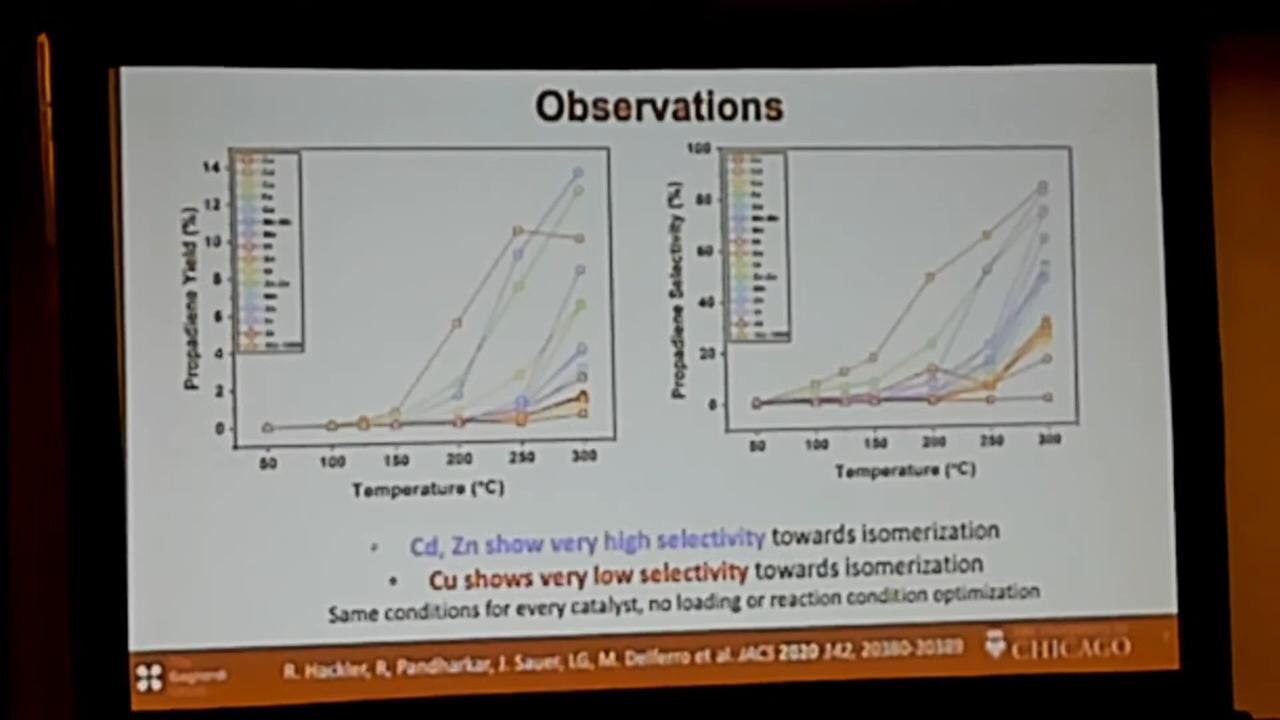 Observations
Propadiene Yield (%)
14
12
10
8
6
4
2
0
50 100 150 200 250 300
Temperature (°C)
Propadiene Selectivity (%)
100
80
60
40
20
0
50 100 150 200 250 300
Temperature (°C)
• Cd, Zn show very high selectivity towards isomerization
• Cu shows very low selectivity towards isomerization
Same conditions for every catalyst, no loading or reaction condition optimization
R. Hackler, R, Pandharkar, J. Sauer, LG, M. Delferro et al. JACS 2020 142, 20380-20389
CHICAGO